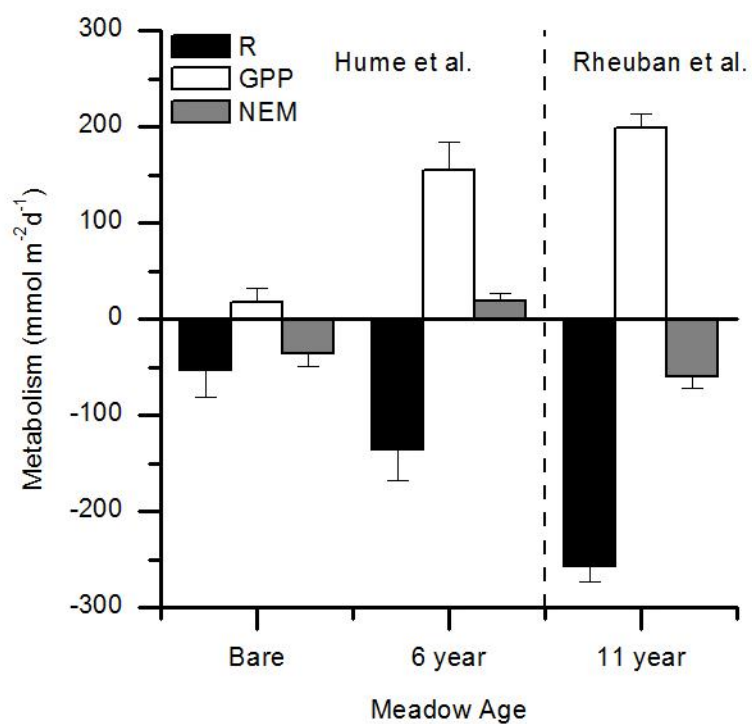 300
200
100
0
-100
-200
-300
Metabolism (mmol m⁻²d⁻¹)
R
GPP
NEM
Hume et al.
Rheuban et al.
Bare
6 year
11 year
Meadow Age